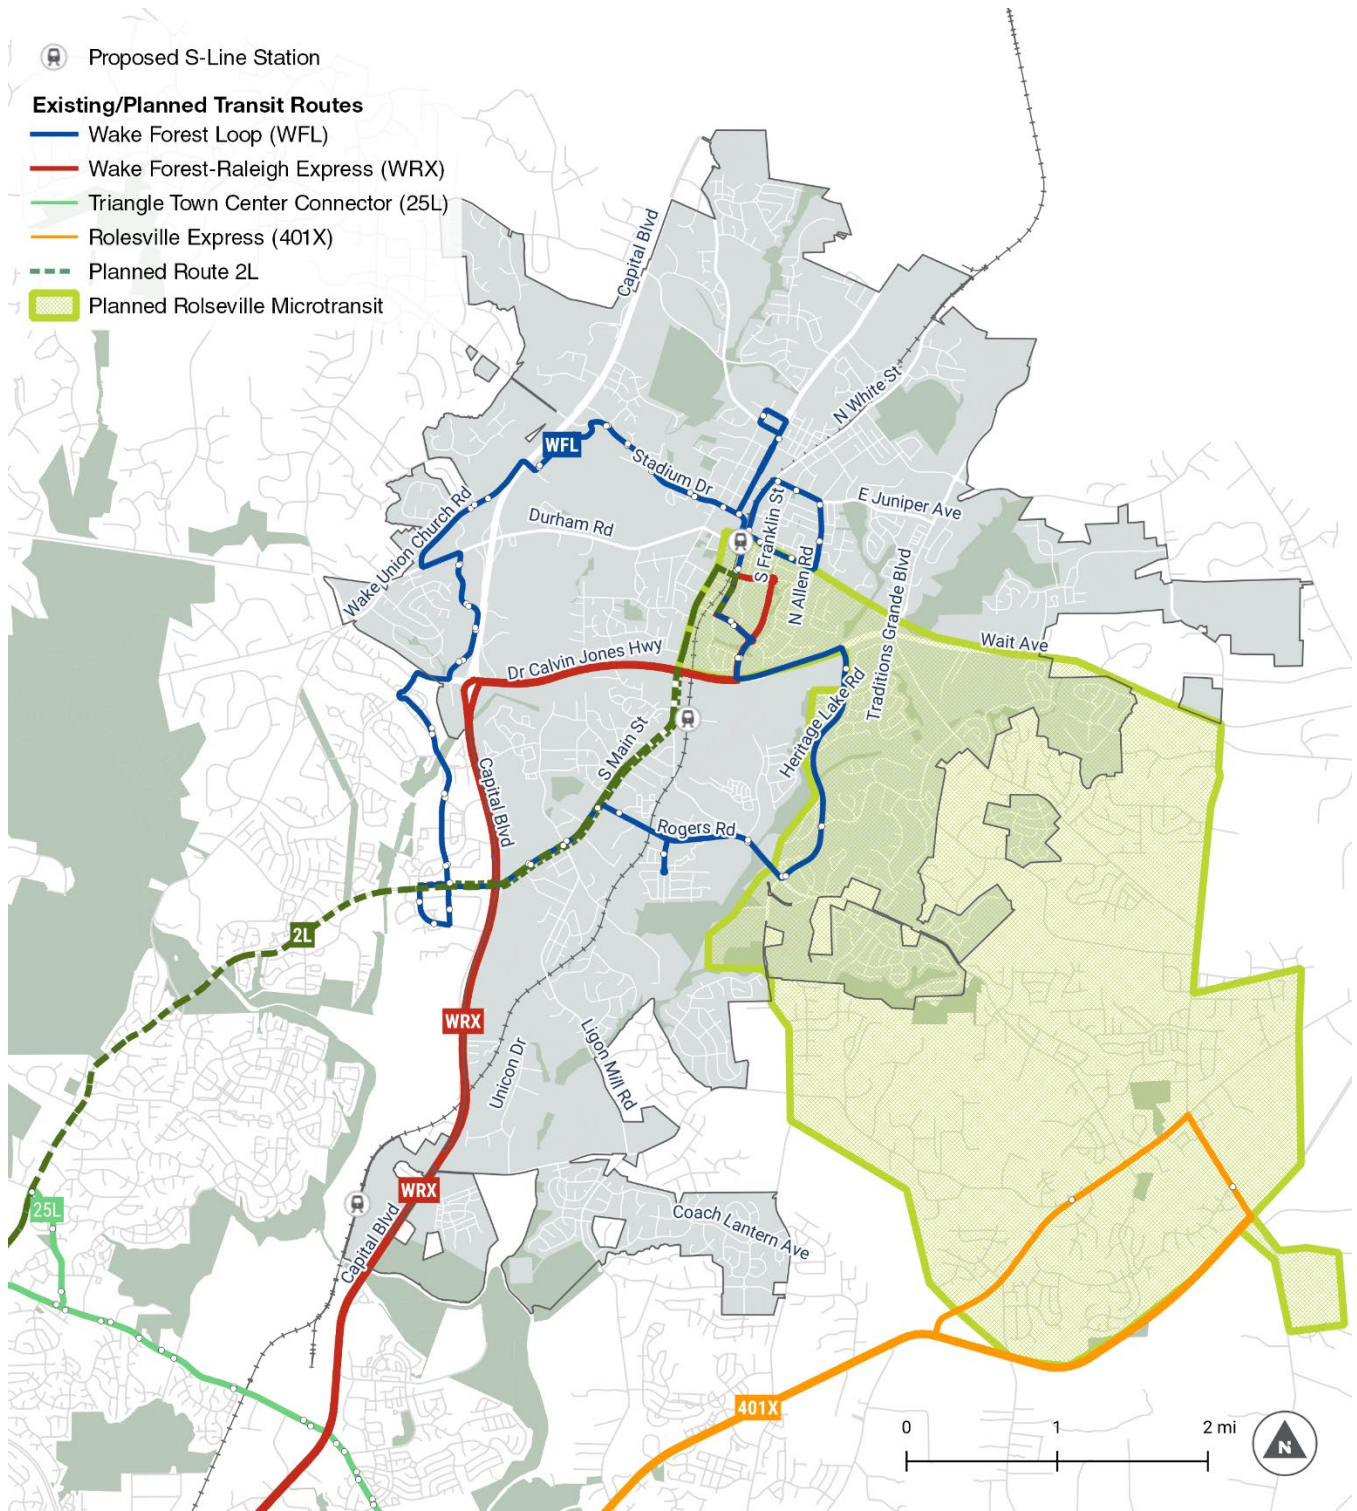 Proposed S-Line Station
Existing/Planned Transit Routes
Wake Forest Loop (WFL)
Wake Forest-Raleigh Express (WRX)
Triangle Town Center Connector (25L)
Rolesville Express (401X)
Planned Route 2L
Planned Rolseville Microtransit
Capital Blvd
N White St
WFL
Stadium Dr
E Juniper Ave
Wake Union Church Rd
Durham Rd
S Franklin St
N Allen Rd
Traditions Grande Blvd
Wait Ave
Dr Calvin Jones Hwy
Heritage Lake Rd
S Main St
Capital Blvd
Rogers Rd
2L
WRX
Unicon Dr
Ligon Mill Rd
WRX
25L
Capital Blvd
Coach Lantern Ave
401X
0 1 2 mi
N